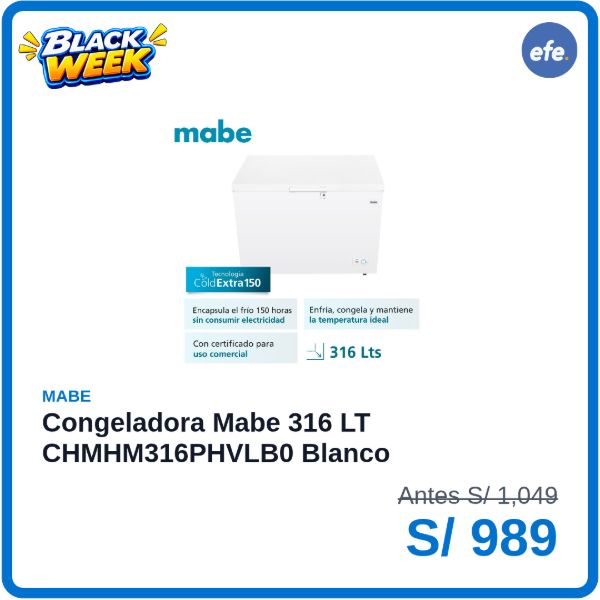 BLACK
WEEK
efe.
mabe
Tecnología
ColdExtra150
Encapsula el frío 150 horas
sin consumir electricidad
Enfría, congela y mantiene
la temperatura ideal
Con certificado para
uso comercial
316 Lts
MABE
Congeladora Mabe 316 LT
CHMHM316PHVLB0 Blanco
Antes S/ 1,049
S/ 989